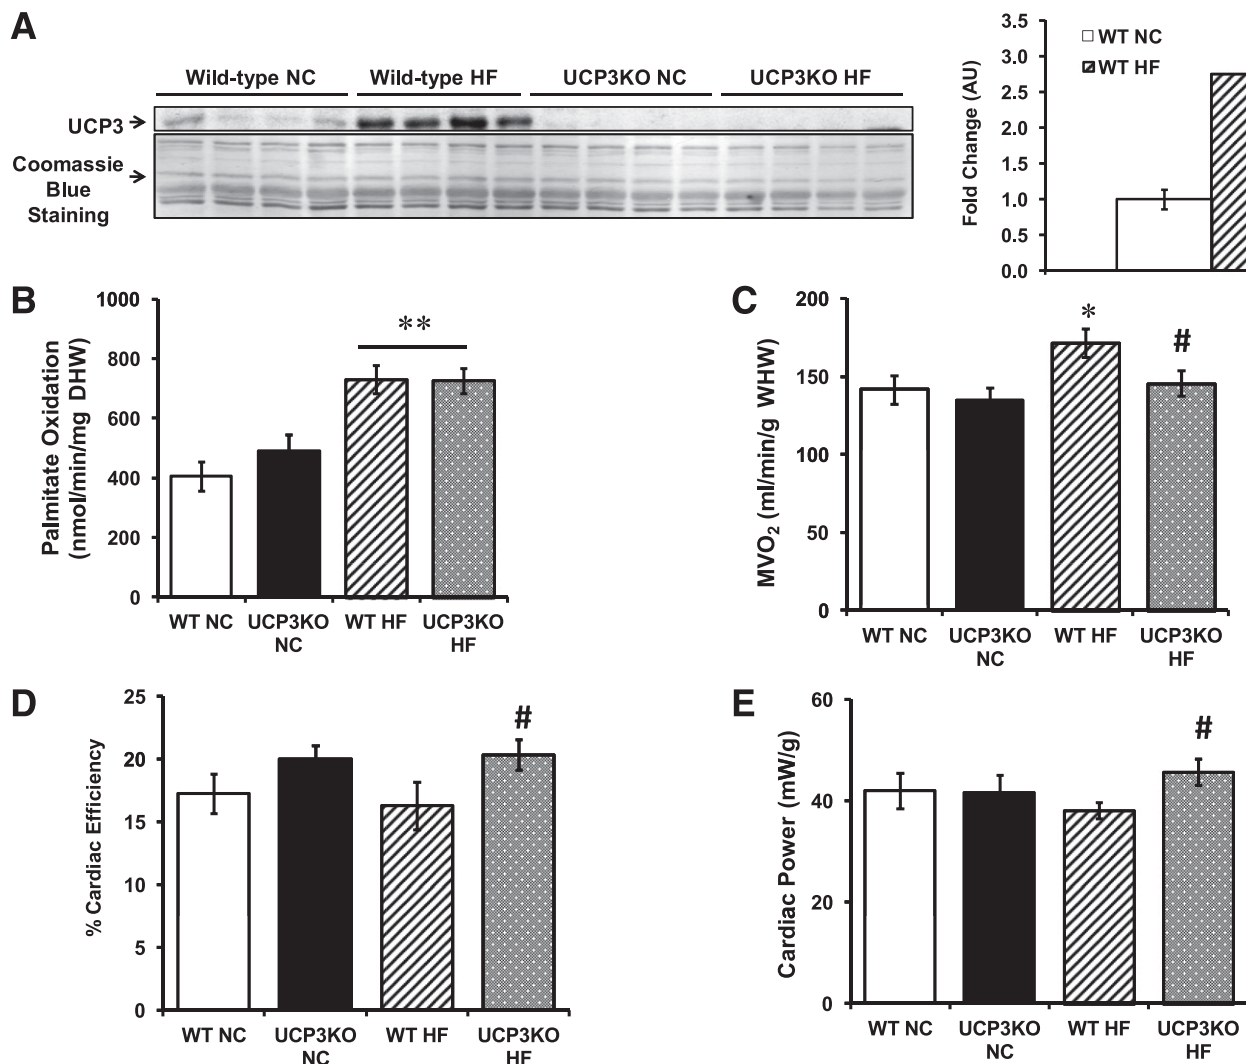 A
Wild-type NC Wild-type HF UCP3KO NC UCP3KO HF
UCP3
Coomassie
Blue
Staining
Fold Change (AU)
3.5
3.0
2.5
2.0
1.5
1.0
0.5
0.0
WT NC
WT HF
B
Palmitate Oxidation
(nmol/min/mg DHW)
1000
800
600
400
200
0
**
WT NC UCP3KO NC WT HF UCP3KO HF
C
MVO₂ (ml/min/g WHW)
200
150
100
50
0
*
#
WT NC UCP3KO NC WT HF UCP3KO HF
D
% Cardiac Efficiency
25
20
15
10
5
0
#
WT NC UCP3KO NC WT HF UCP3KO HF
E
Cardiac Power (mW/g)
60
40
20
0
#
WT NC UCP3KO NC WT HF UCP3KO HF